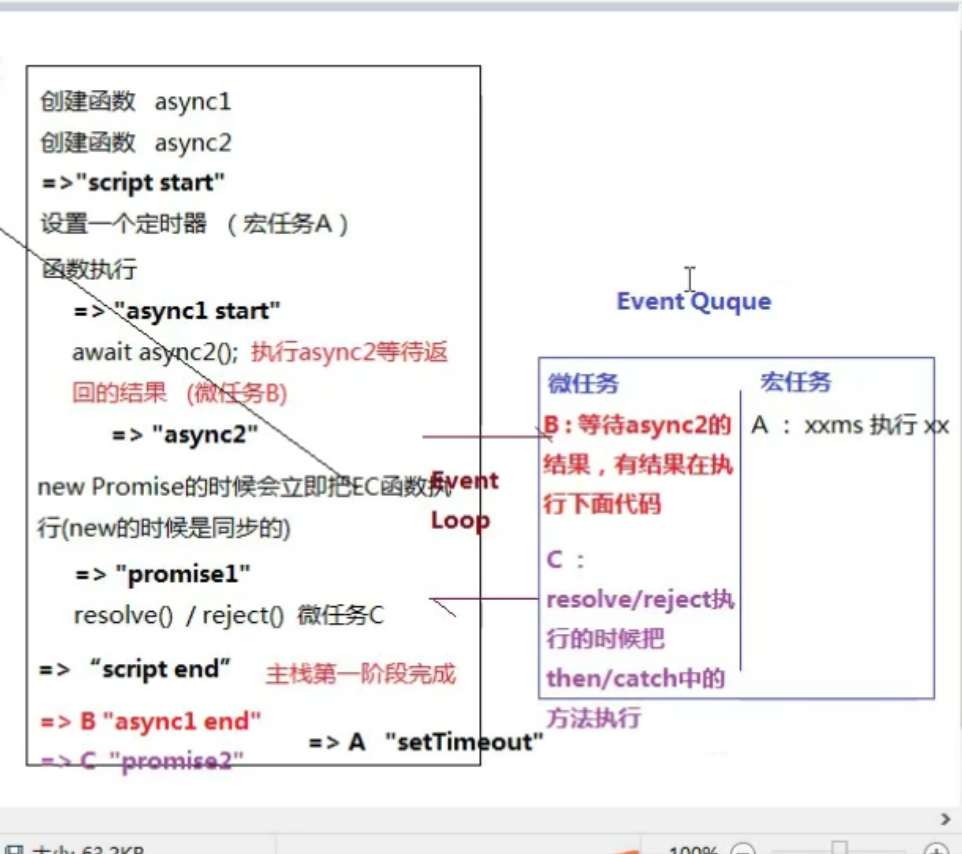 创建函数 async1
创建函数 async2
=>"script start"
设置一个定时器 （宏任务A）
函数执行
=> "async1 start"
await async2(); 执行async2等待返
回的结果 (微任务B)
=> "async2"
new Promise的时候会立即把EC函数执
行(new的时候是同步的)
=> "promise1"
resolve() / reject() 微任务C
=> “script end” 主栈第一阶段完成
=> B "async1 end"
=> C "promise2"
=> A "setTimeout"
Event
Loop
Event Quque
微任务
B：等待async2的
结果，有结果在执
行下面代码
C ：
resolve/reject执
行的时候把
then/catch中的
方法执行
宏任务
A ： xxms 执行 xx
大小: 63.2KB
100%